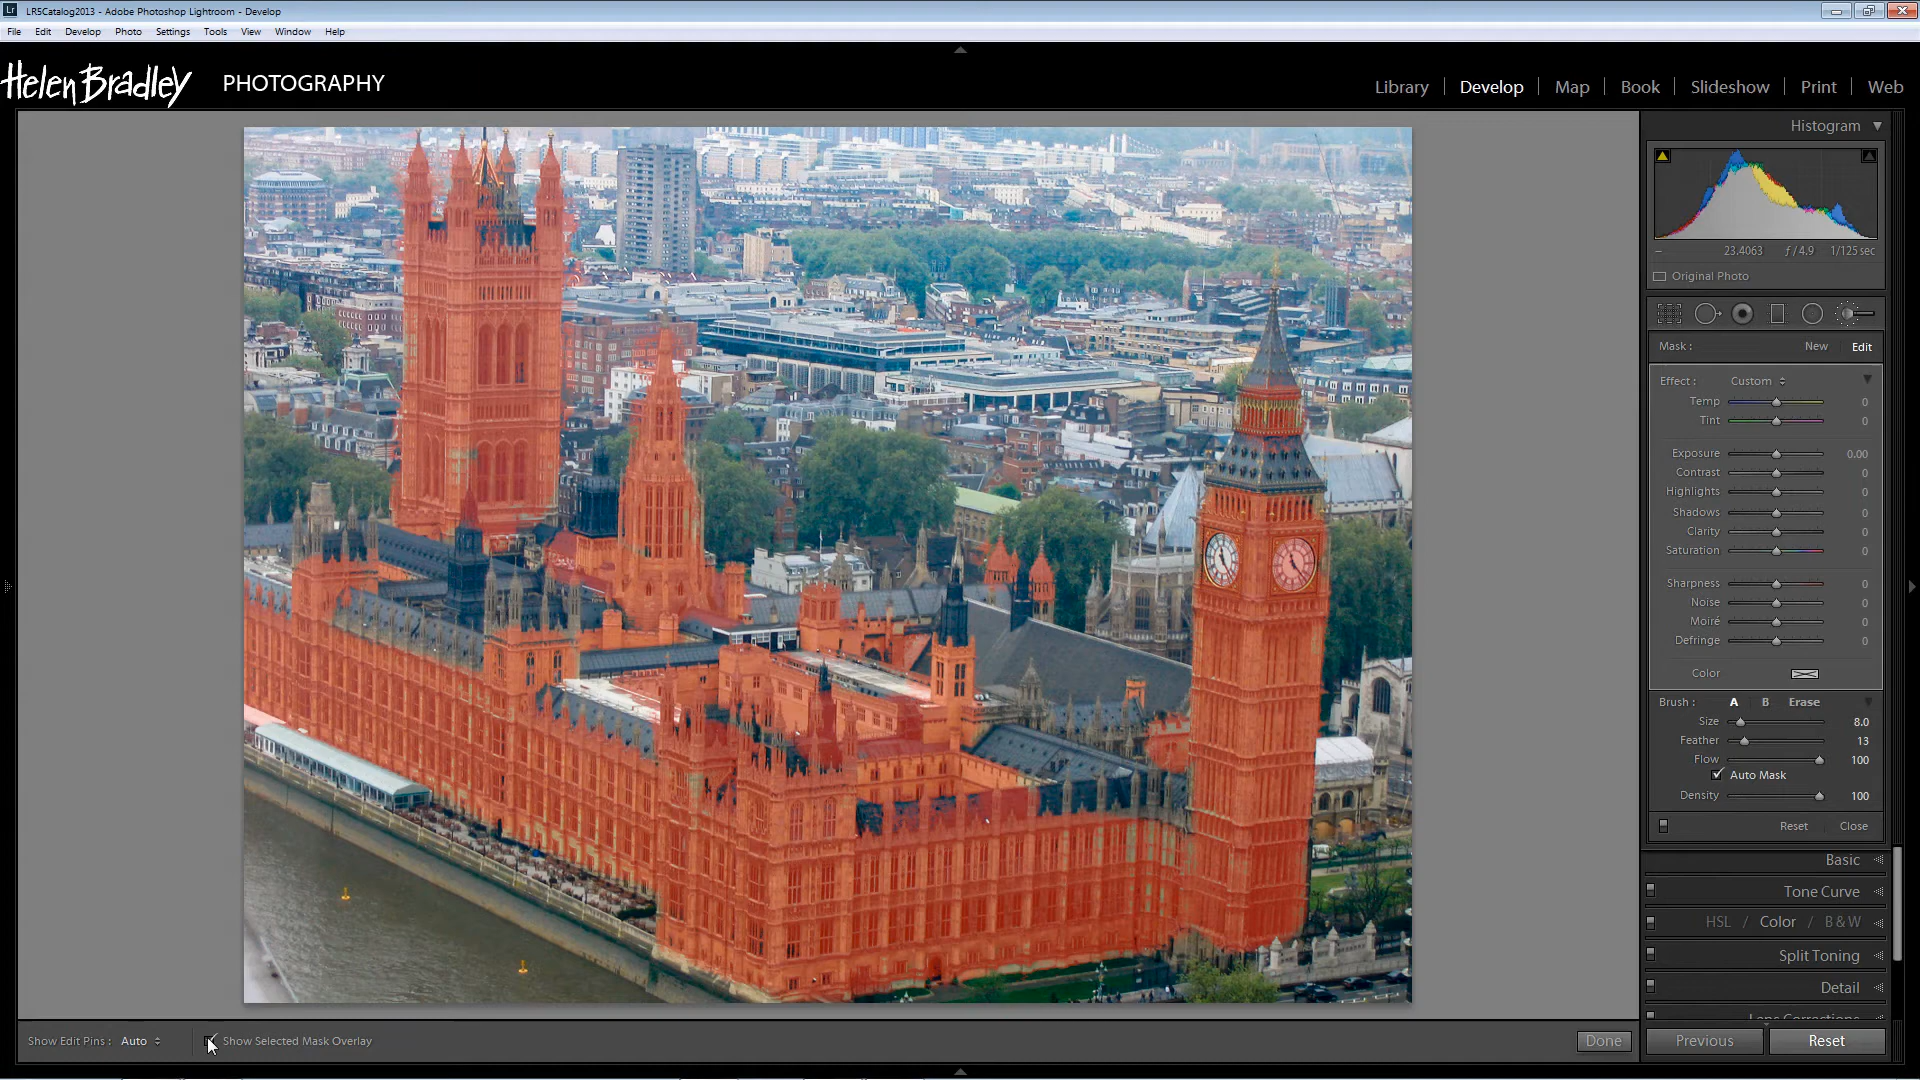 LR5Catalog2013 - Adobe Photoshop Lightroom - Develop
File Edit Develop Photo Settings Tools View Window Help
Helen Bradley PHOTOGRAPHY
Library Develop Map Book Slideshow Print Web
Histogram
23.4063 ƒ / 4.9 1/125 sec
Original Photo
Mask : New Edit
Effect : Custom
Temp 0
Tint 0
Exposure 0.00
Contrast 0
Highlights 0
Shadows 0
Clarity 0
Saturation 0
Sharpness 0
Noise 0
Moiré 0
Defringe 0
Color
Brush : A B Erase
Size 8.0
Feather 13
Flow 100
Auto Mask
Density 100
Reset Close
Basic
Tone Curve
HSL / Color / B & W
Split Toning
Detail
Lens Corrections
Show Edit Pins : Auto Show Selected Mask Overlay Done Previous Reset